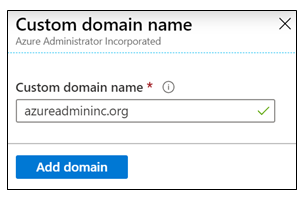 Custom domain name
Azure Administrator Incorporated
Custom domain name *
azureadmininc.org
Add domain